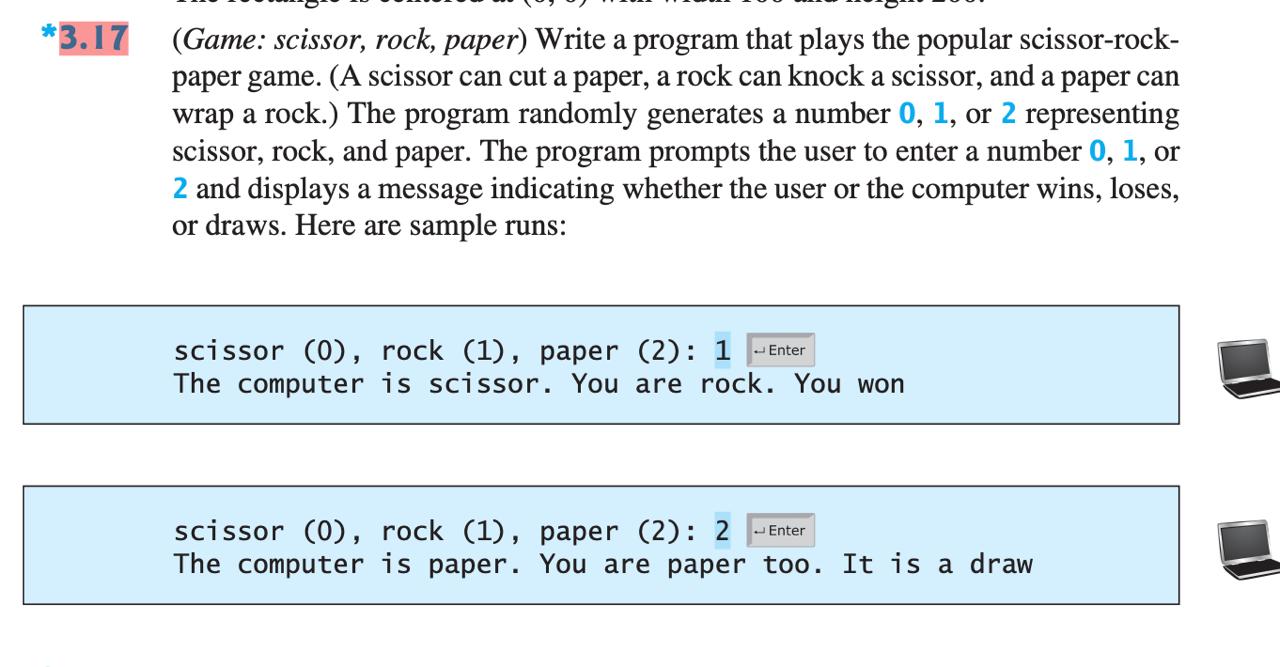 The rectangle is centered at (0, 0) with width 100 and height 200.
*3.17 (Game: scissor, rock, paper) Write a program that plays the popular scissor-rock-
paper game. (A scissor can cut a paper, a rock can knock a scissor, and a paper can
wrap a rock.) The program randomly generates a number 0, 1, or 2 representing
scissor, rock, and paper. The program prompts the user to enter a number 0, 1, or
2 and displays a message indicating whether the user or the computer wins, loses,
or draws. Here are sample runs:
scissor (0), rock (1), paper (2): 1 ↵Enter
The computer is scissor. You are rock. You won
scissor (0), rock (1), paper (2): 2 ↵Enter
The computer is paper. You are paper too. It is a draw